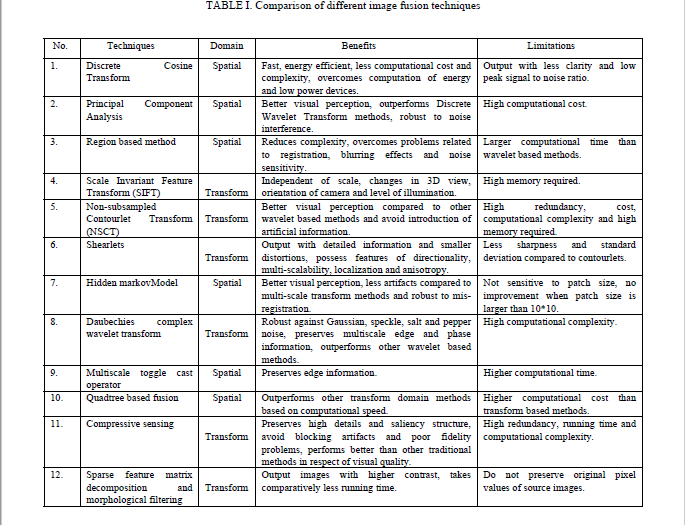 TABLE I. Comparison of different image fusion techniques
No. Techniques Domain Benefits Limitations
1. Discrete Cosine Spatial Fast, energy efficient, less computational cost and Output with less clarity and low
Transform complexity, overcomes computation of energy peak signal to noise ratio.
and low power devices.
2. Principal Component Spatial Better visual perception, outperforms Discrete High computational cost.
Analysis Wavelet Transform methods, robust to noise
interference.
3. Region based method Spatial Reduces complexity, overcomes problems related Larger computational time than
to registration, blurring effects and noise wavelet based methods.
sensitivity.
4. Scale Invariant Feature Independent of scale, changes in 3D view, High memory required.
Transform (SIFT) Transform orientation of camera and level of illumination.
5. Non-subsampled Better visual perception compared to other High redundancy, cost,
Contourlet Transform Transform wavelet based methods and avoid introduction of computational complexity and high
(NSCT) artificial information. memory required.
6. Shearlets Output with detailed information and smaller Less sharpness and standard
Transform distortions, possess features of directionality, deviation compared to contourlets.
multi-scalability, localization and anisotropy.
7. Hidden markovModel Spatial Better visual perception, less artifacts compared to Not sensitive to patch size, no
multi-scale transform methods and robust to mis- improvement when patch size is
registration. larger than 10*10.
8. Daubechies complex Robust against Gaussian, speckle, salt and pepper High computational complexity.
wavelet transform Transform noise, preserves multiscale edge and phase
information, outperforms other wavelet based
methods.
9. Multiscale toggle cast Spatial Preserves edge information. Higher computational time.
operator
10. Quadtree based fusion Spatial Outperforms other transform domain methods Higher computational cost than
based on computational speed. transform based methods.
11. Compressive sensing Preserves high details and saliency structure, High redundancy, running time and
Transform avoid blocking artifacts and poor fidelity computational complexity.
problems, performs better than other traditional
methods in respect of visual quality.
12. Sparse feature matrix Output images with higher contrast, takes Do not preserve original pixel
decomposition and Transform comparatively less running time. values of source images.
morphological filtering